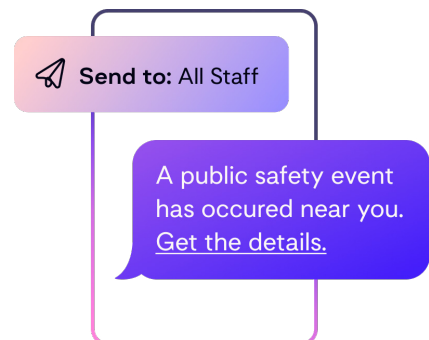 Send to: All Staff
A public safety event
has occured near you.
Get the details.